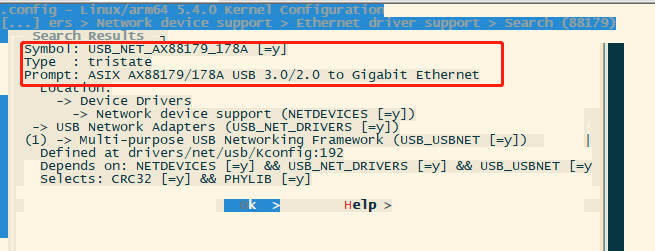 .config - Linux/arm64 5.4.0 Kernel Configuration
[...] ers > Network device support > Ethernet driver support > Search (88179)
Search Results
Symbol: USB_NET_AX88179_178A [=y]
Type : tristate
Prompt: ASIX AX88179/178A USB 3.0/2.0 to Gigabit Ethernet
Location:
-> Device Drivers
-> Network device support (NETDEVICES [=y])
-> USB Network Adapters (USB_NET_DRIVERS [=y])
(1) -> Multi-purpose USB Networking Framework (USB_USBNET [=y])
Defined at drivers/net/usb/Kconfig:192
Depends on: NETDEVICES [=y] && USB_NET_DRIVERS [=y] && USB_USBNET [=y
Selects: CRC32 [=y] && PHYLIB [=y]
k > Help >